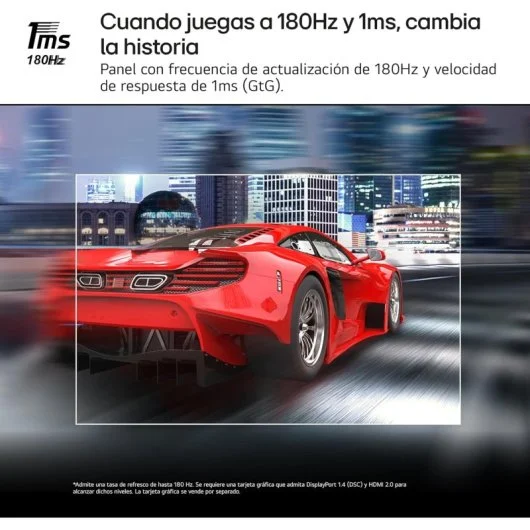 1ms
180Hz
Cuando juegas a 180Hz y 1ms, cambia
la historia
Panel con frecuencia de actualización de 180Hz y velocidad
de respuesta de 1ms (GtG).
*Admite una tasa de refresco de hasta 180 Hz. Se requiere una tarjeta gráfica que admita DisplayPort 1.4 (DSC) y HDMI 2.0 para
alcanzar dichos niveles. La tarjeta gráfica se vende por separado.